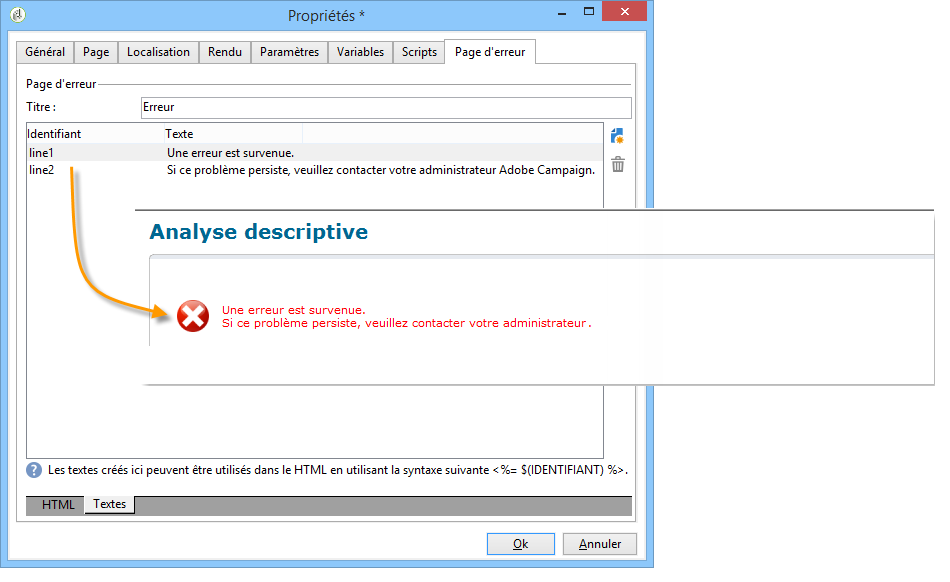 Propriétés *
Général Page Localisation Rendu Paramètres Variables Scripts Page d'erreur
Page d'erreur
Titre : Erreur
Identifiant Texte
line1 Une erreur est survenue.
line2 Si ce problème persiste, veuillez contacter votre administrateur Adobe Campaign.
Analyse descriptive
Une erreur est survenue.
Si ce problème persiste, veuillez contacter votre administrateur .
Les textes créés ici peuvent être utilisés dans le HTML en utilisant la syntaxe suivante <%= $(IDENTIFIANT) %>.
HTML Textes
Ok Annuler